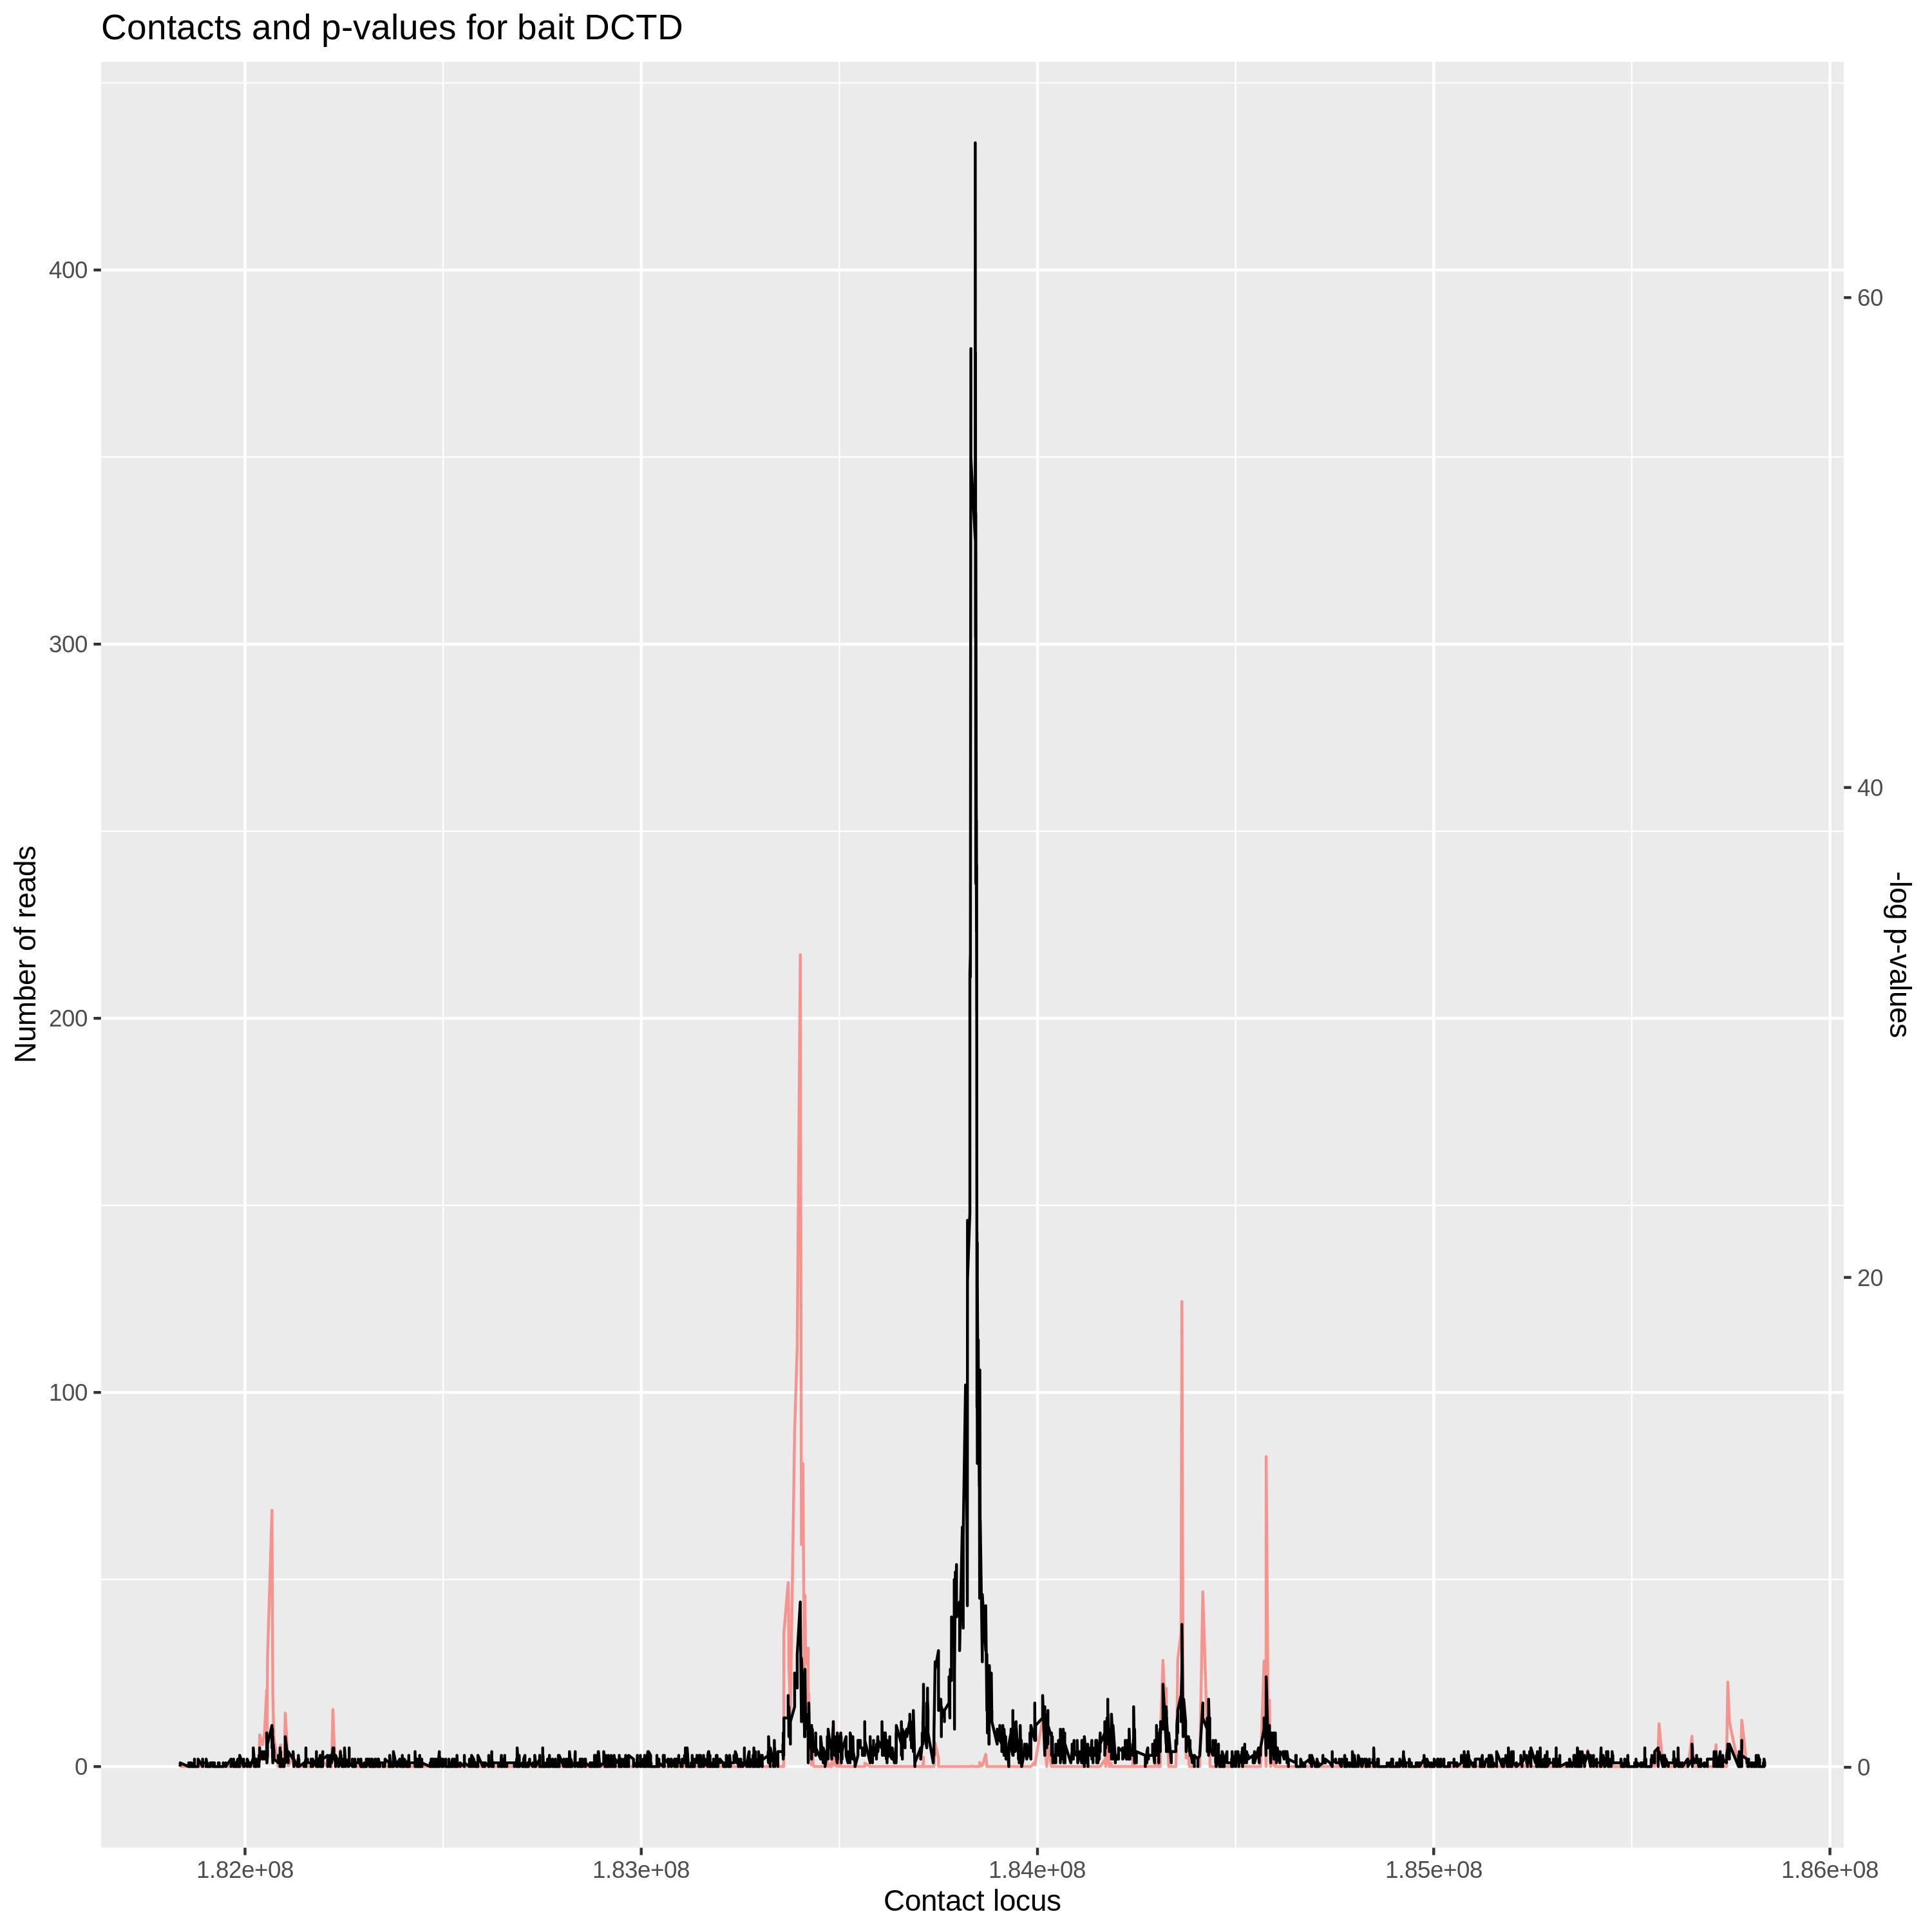 Contacts and p-values for bait DCTD
400
300
200
100
0
Number of reads
60
40
20
0
-log p-values
1.82e+08
1.83e+08
1.84e+08
1.85e+08
1.86e+08
Contact locus